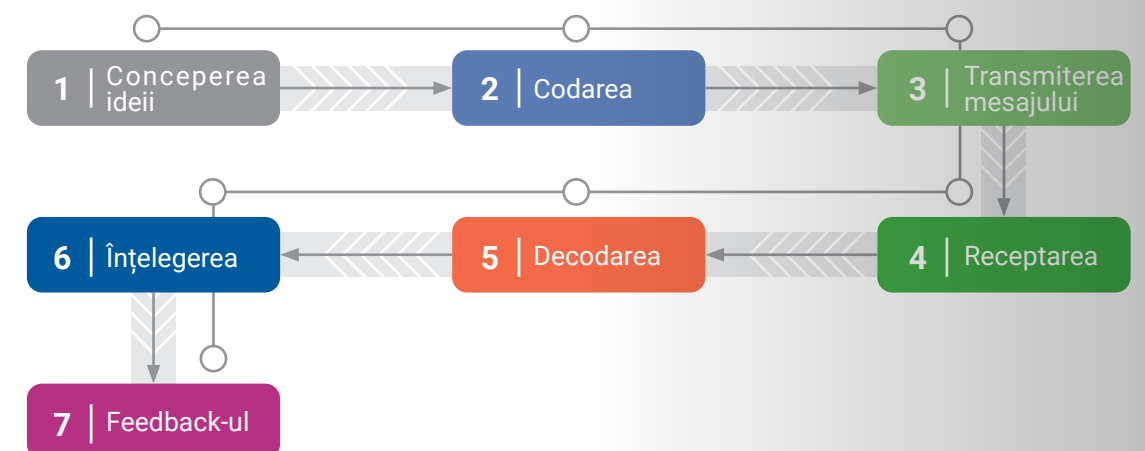 1 Conceperea
ideii
2 Codarea
3 Transmiterea
mesajului
6 Înțelegerea
5 Decodarea
4 Receptarea
7 Feedback-ul